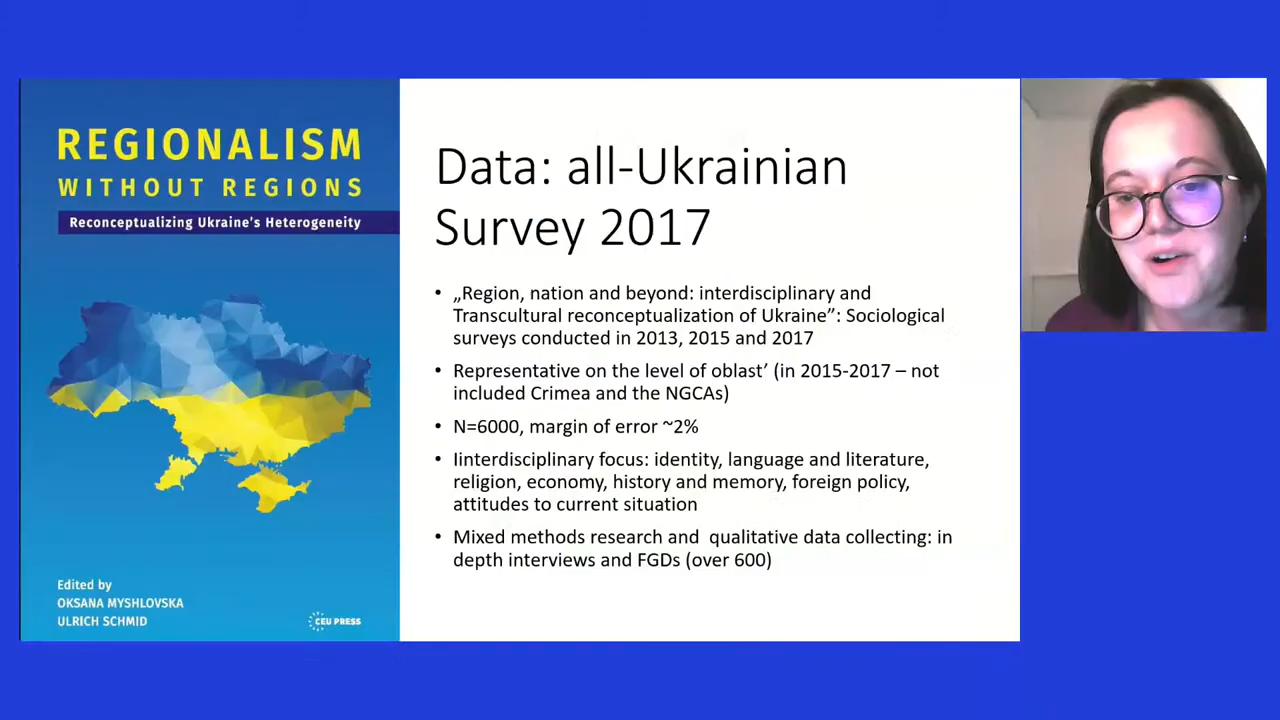 REGIONALISM
WITHOUT REGIONS
Reconceptualizing Ukraine's Heterogeneity
Edited by
OKSANA MYSHLOVSKA
ULRICH SCHMID
CEU PRESS
Data: all-Ukrainian
Survey 2017
• „Region, nation and beyond: interdisciplinary and
Transcultural reconceptualization of Ukraine”: Sociological
surveys conducted in 2013, 2015 and 2017
• Representative on the level of oblast’ (in 2015-2017 – not
included Crimea and the NGCAs)
• N=6000, margin of error ~2%
• Iinterdisciplinary focus: identity, language and literature,
religion, economy, history and memory, foreign policy,
attitudes to current situation
• Mixed methods research and  qualitative data collecting: in
depth interviews and FGDs (over 600)